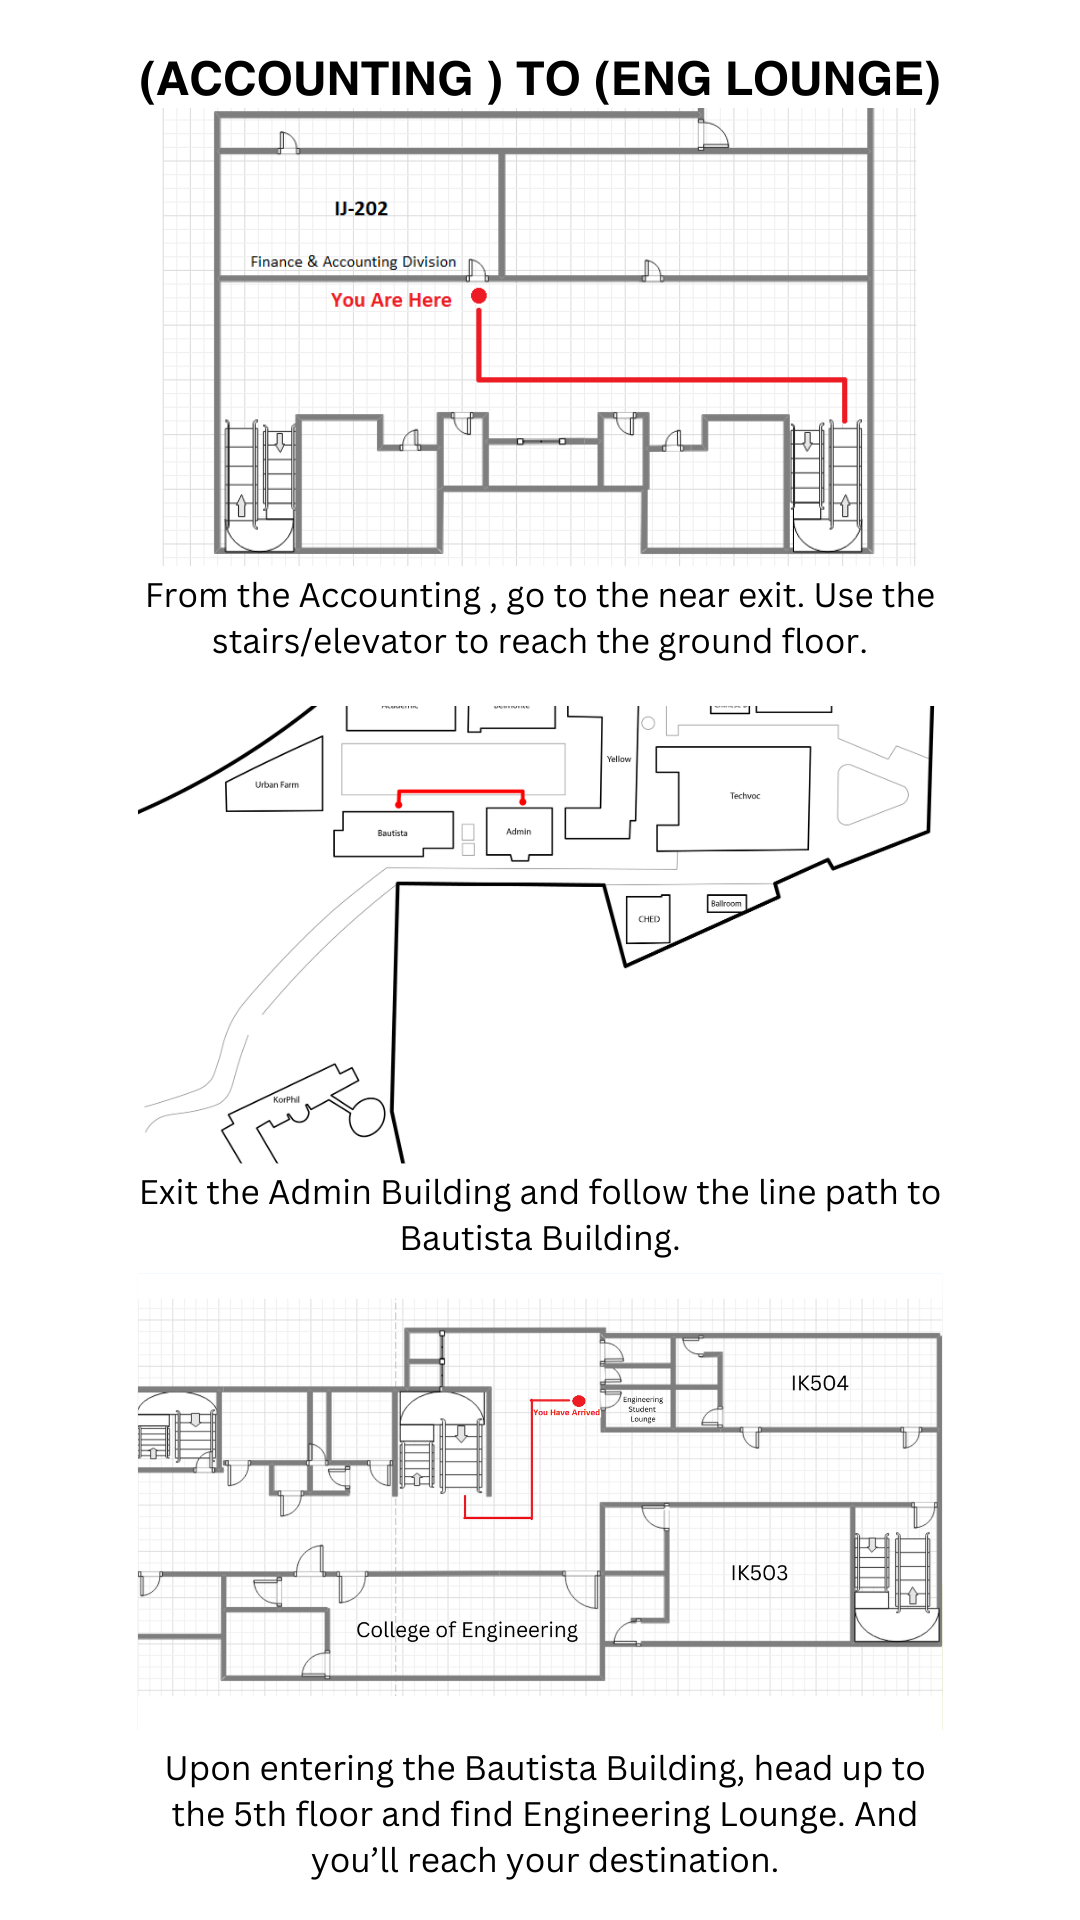 (ACCOUNTING ) TO (ENG LOUNGE)
IJ-202
Finance & Accounting Division
You Are Here
From the Accounting , go to the near exit. Use the
stairs/elevator to reach the ground floor.
Academic
Belmonte
Yellow
Urban Farm
Techvoc
Bautista
Admin
CHED
Ballroom
KorPhil
Exit the Admin Building and follow the line path to
Bautista Building.
IK504
Engineering
Student
Lounge
You Have Arrived
IK503
College of Engineering
Upon entering the Bautista Building, head up to
the 5th floor and find Engineering Lounge. And
you’ll reach your destination.